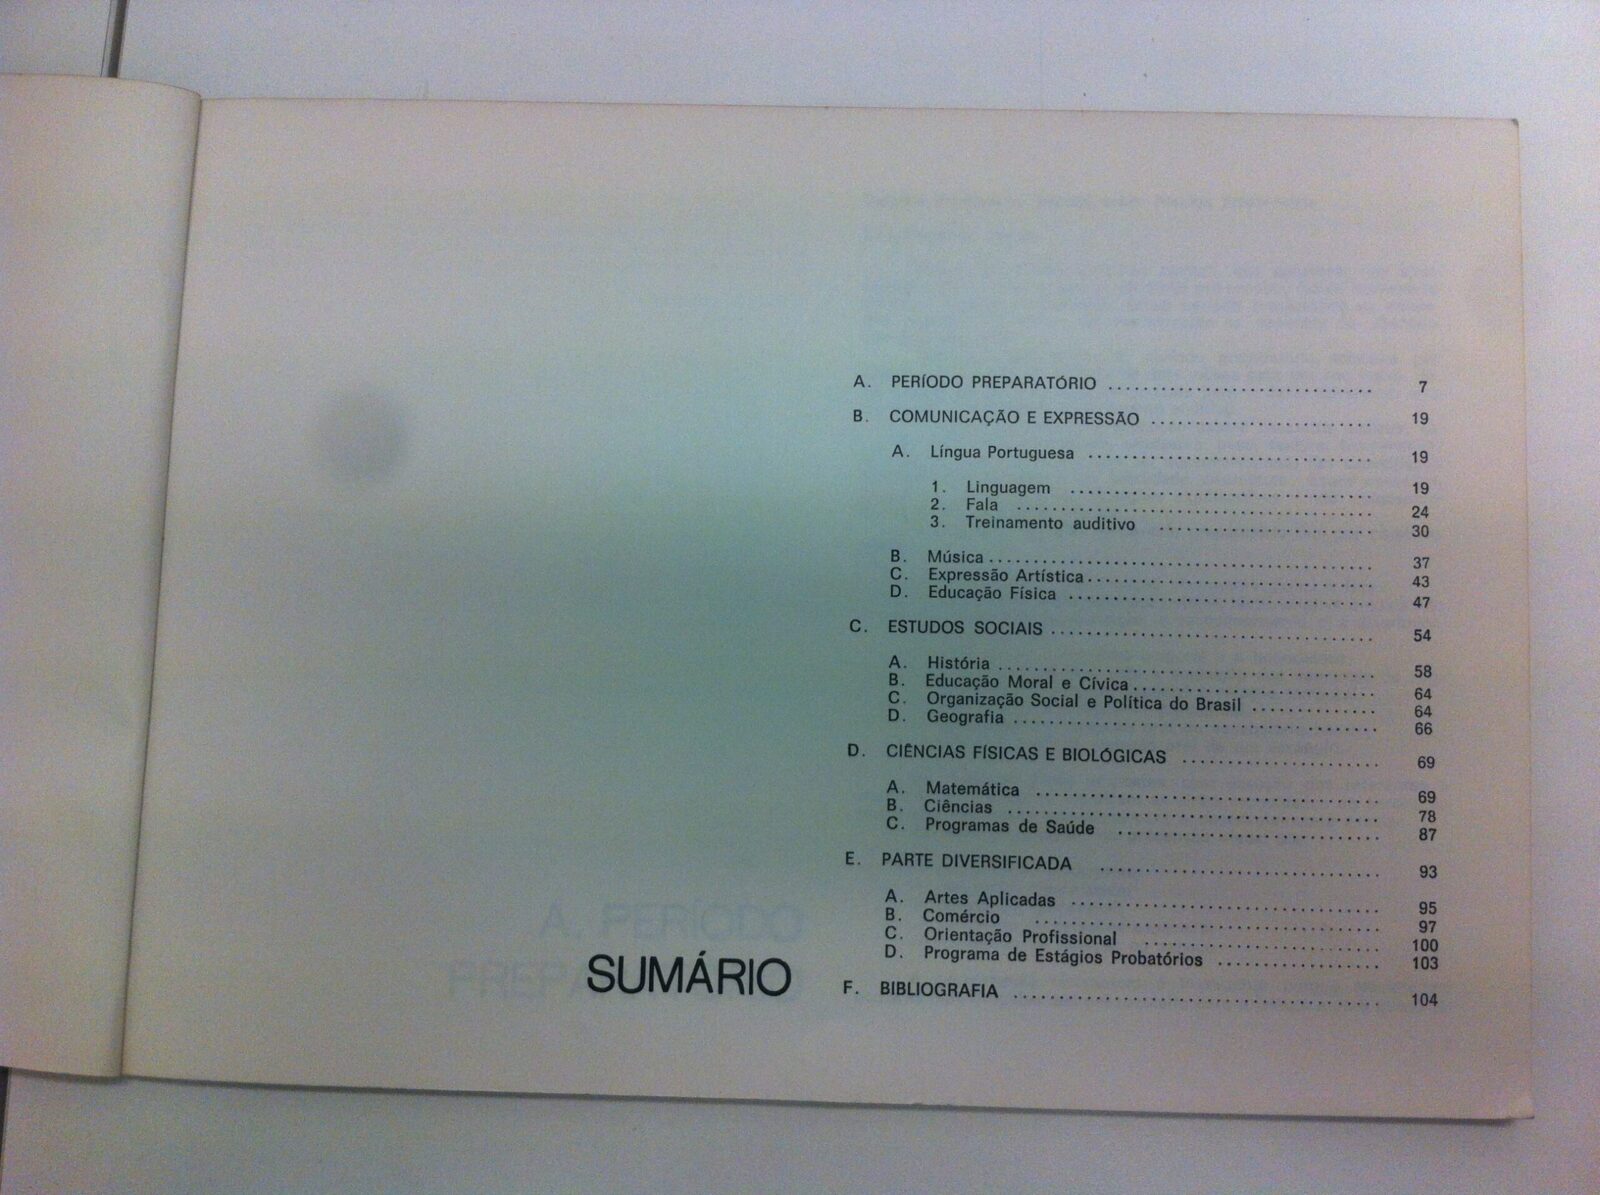 SUMÁRIO
A. PERÍODO PREPARATÓRIO .............................. 7
B. COMUNICAÇÃO E EXPRESSÃO ......................... 19
A. Língua Portuguesa ................................ 19
1. Linguagem .................................. 19
2. Fala ........................................ 24
3. Treinamento auditivo ........................ 30
B. Música ........................................... 37
C. Expressão Artística ................................ 43
D. Educação Física .................................. 47
C. ESTUDOS SOCIAIS .................................... 54
A. História .......................................... 58
B. Educação Moral e Cívica ........................... 64
C. Organização Social e Política do Brasil .............. 64
D. Geografia ......................................... 66
D. CIÊNCIAS FÍSICAS E BIOLÓGICAS ...................... 69
A. Matemática ....................................... 69
B. Ciências .......................................... 78
C. Programas de Saúde .............................. 87
E. PARTE DIVERSIFICADA ................................ 93
A. Artes Aplicadas ................................... 95
B. Comércio ........................................ 97
C. Orientação Profissional ........................... 100
D. Programa de Estágios Probatórios ................... 103
F. BIBLIOGRAFIA ......................................... 104
A. PERÍODO